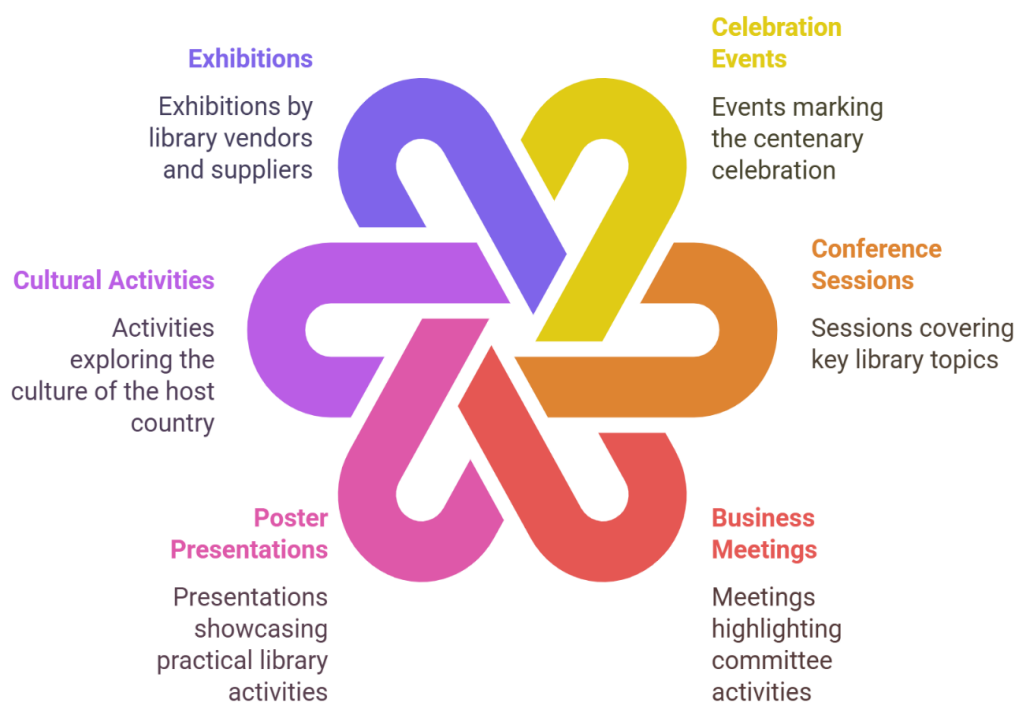 Exhibitions
Exhibitions by
library vendors
and suppliers
Celebration
Events
Events marking
the centenary
celebration
Cultural Activities
Activities
exploring the
culture of the host
country
Conference
Sessions
Sessions covering
key library topics
Poster
Presentations
Presentations
showcasing
practical library
activities
Business
Meetings
Meetings
highlighting
committee
activities